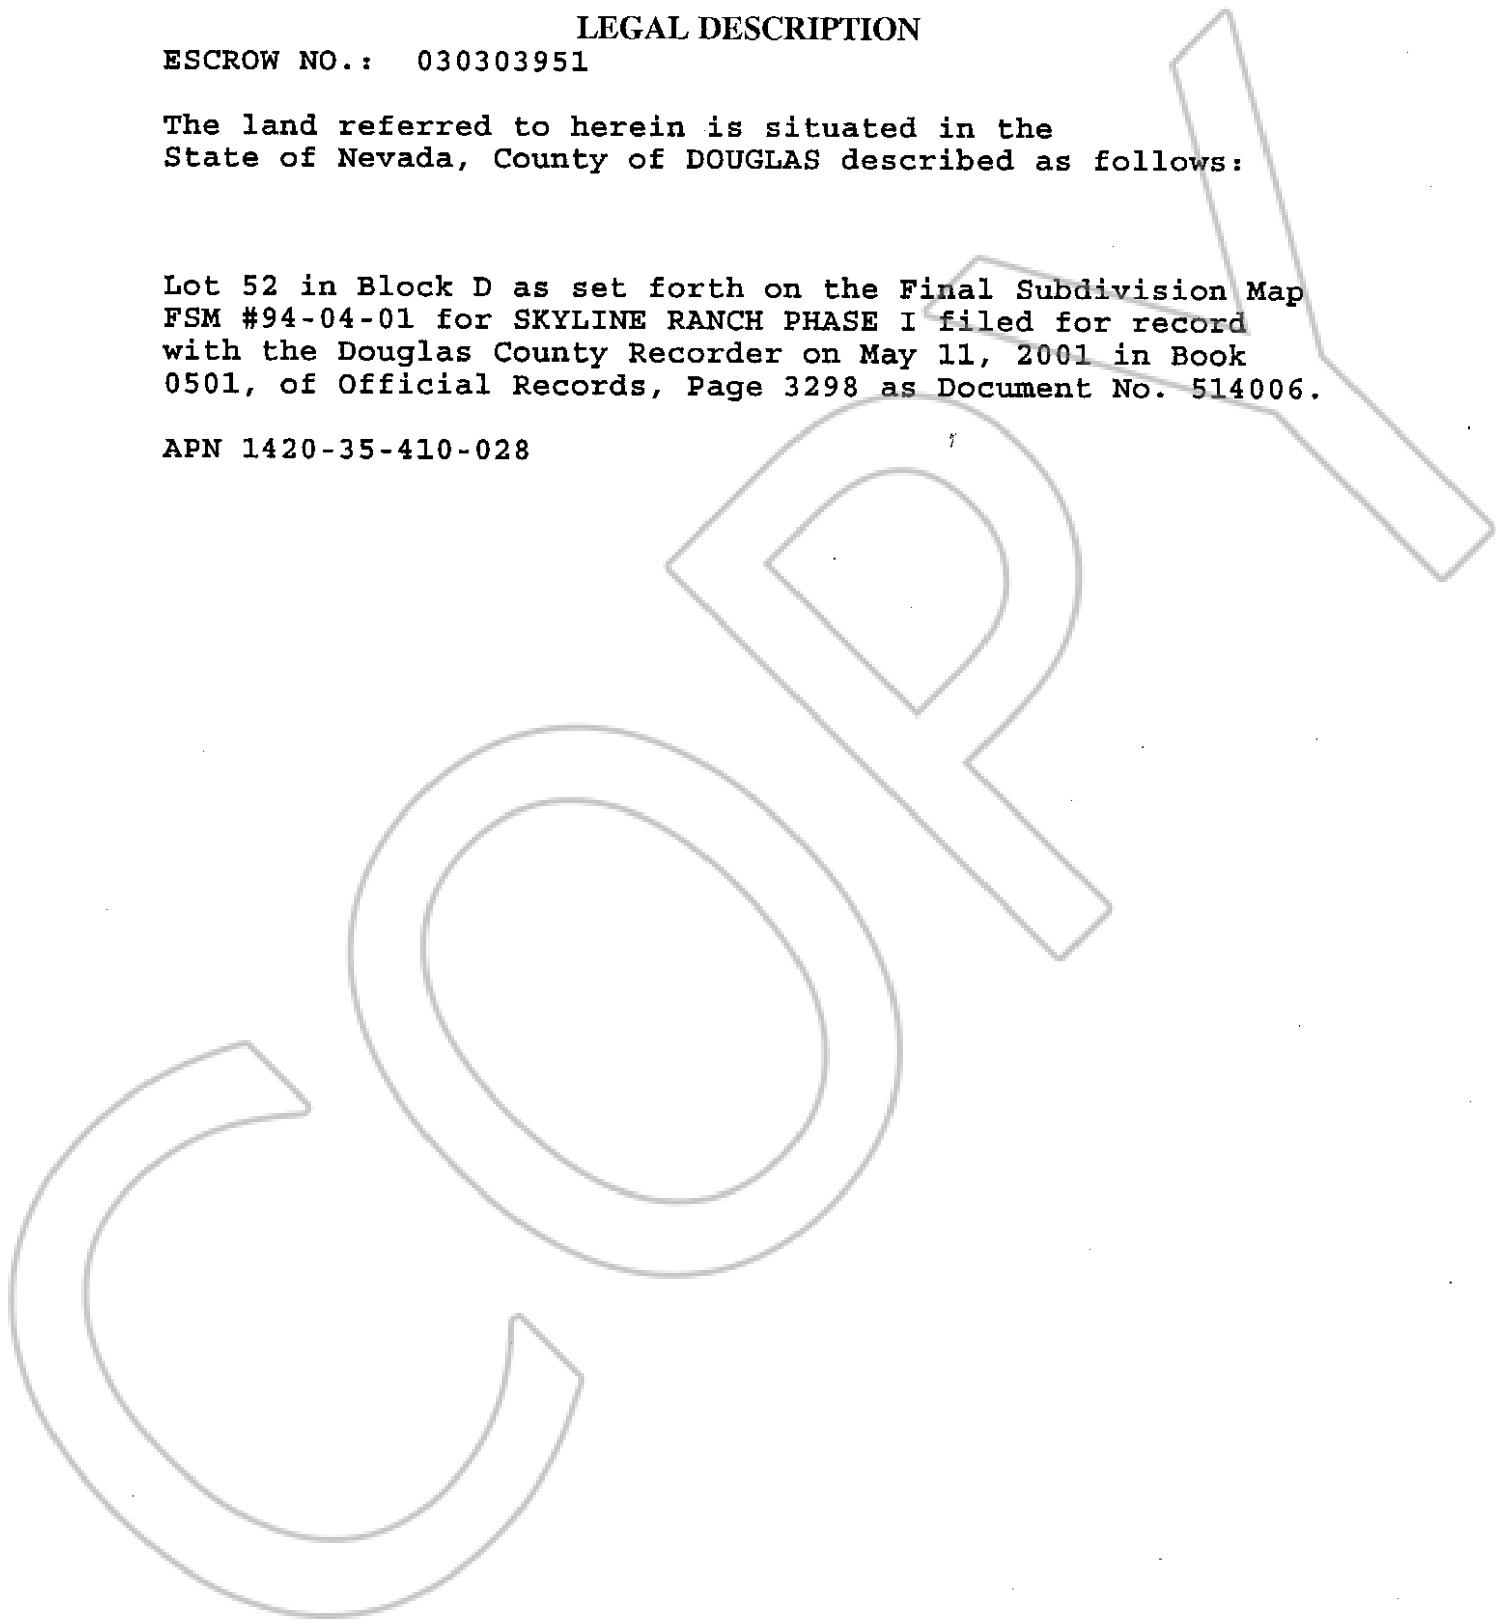 LEGAL DESCRIPTION
ESCROW NO.: 030303951
The land referred to herein is situated in the
State of Nevada, County of DOUGLAS described as follows:
Lot 52 in Block D as set forth on the Final Subdivision Map
FSM #94-04-01 for SKYLINE RANCH PHASE I filed for record
with the Douglas County Recorder on May 11, 2001 in Book
0501, of Official Records, Page 3298 as Document No. 514006.
APN 1420-35-410-028
COPY